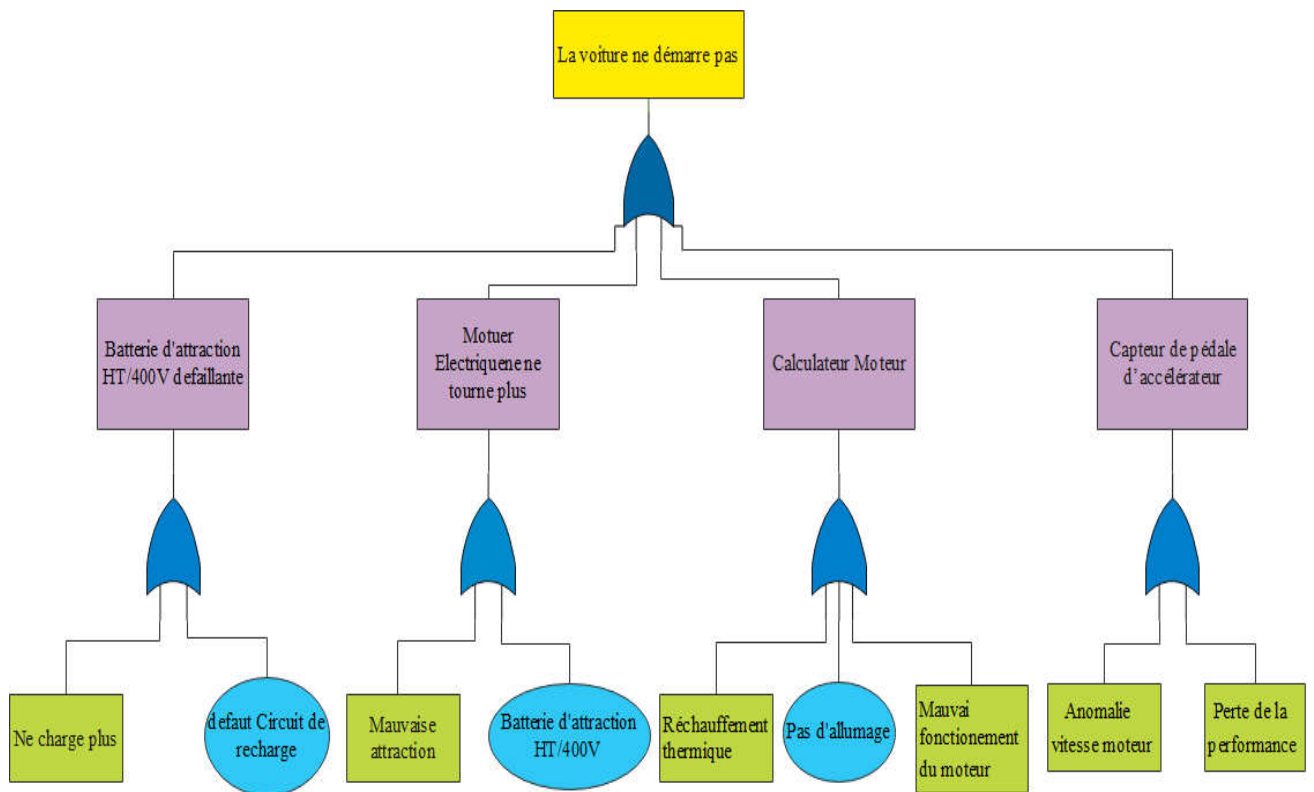 La voiture ne démarre pas
Batterie d'attraction
HT/400V defaillante
Motuer
Electriquene ne
tourne plus
Calculateur Moteur
Capteur de pédale
d'accélérateur
Ne charge plus
defaut Circuit de
recharge
Mauvaise
attraction
Batterie d'attraction
HT/400V
Réchauffement
thermique
Pas d'allumage
Mauvai
fonctionement
du moteur
Anomalie
vitesse moteur
Perte de la
performance